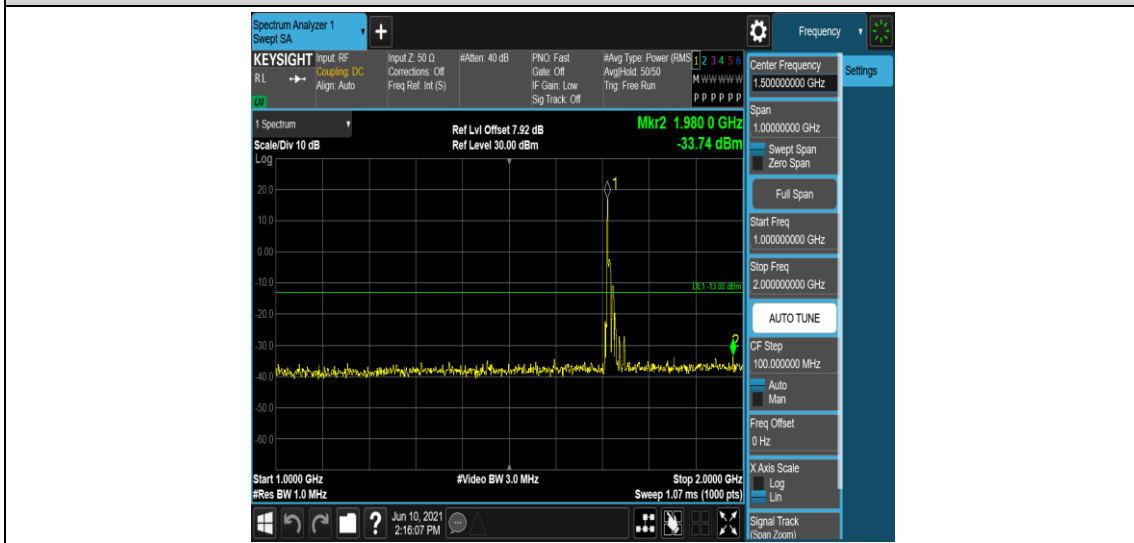 Spectrum Analyzer 1
Swept SA
+
Frequency
KEYSIGHT
RL
LXI
Input: RF
Coupling: DC
Align: Auto
Input Z: 50 Ω
Corrections: Off
Freq Ref: Int (S)
#Atten: 40 dB
PNO: Fast
Gate: Off
IF Gain: Low
Sig Track: Off
#Avg Type: Power (RMS
Avg|Hold: 50/50
Trig: Free Run
1 2 3 4 5 6
M W W W W W
P P P P P P
1 Spectrum
Scale/Div 10 dB
Ref Lvl Offset 7.92 dB
Ref Level 30.00 dBm
Mkr2 1.980 0 GHz
-33.74 dBm
Log
1
20.0
10.0
0.00
-10.0
DL1 -13.00 dBm
-20.0
-30.0
2
-40.0
-50.0
-60.0
Start 1.0000 GHz
#Res BW 1.0 MHz
#Video BW 3.0 MHz
Stop 2.0000 GHz
Sweep 1.07 ms (1000 pts)
?
Jun 10, 2021
2:16:07 PM
Center Frequency
1.500000000 GHz
Settings
Span
1.00000000 GHz
Swept Span
Zero Span
Full Span
Start Freq
1.000000000 GHz
Stop Freq
2.000000000 GHz
AUTO TUNE
CF Step
100.000000 MHz
Auto
Man
Freq Offset
0 Hz
X Axis Scale
Log
Lin
Signal Track
(Span Zoom)